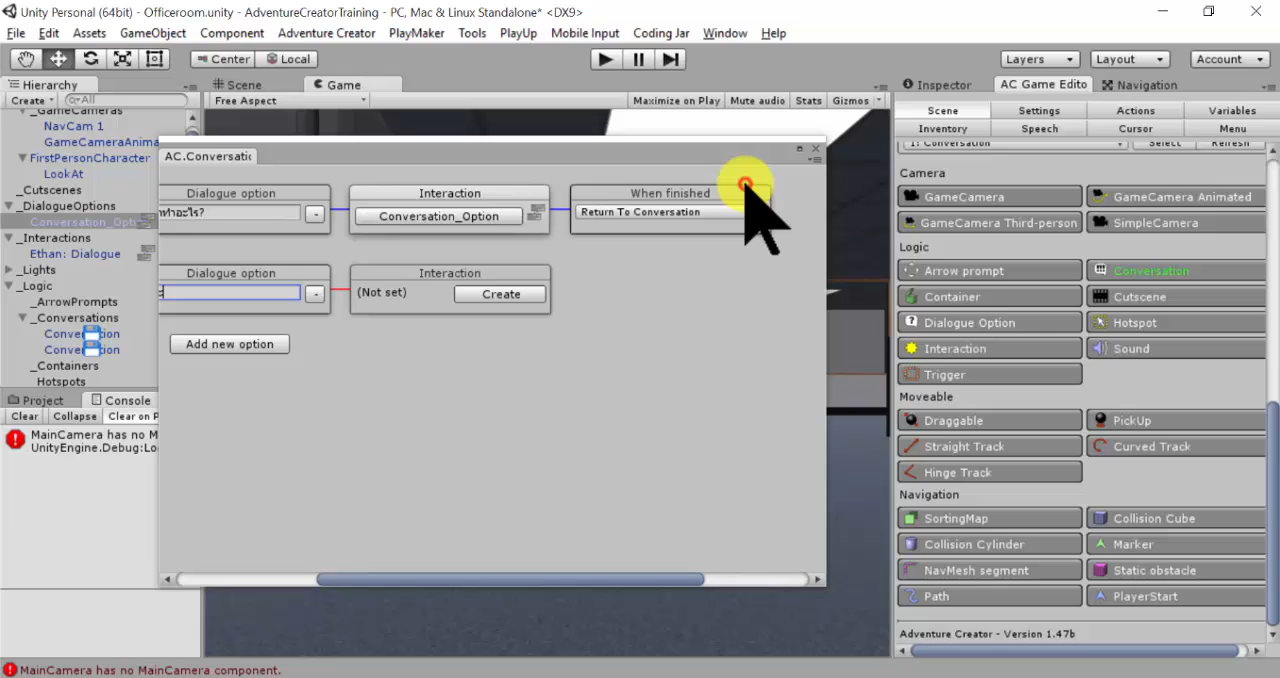 Unity Personal (64bit) - Officeroom.unity - AdventureCreatorTraining - PC, Mac & Linux Standalone* <DX9>
File Edit Assets GameObject Component Adventure Creator PlayMaker Tools PlayUp Mobile Input Coding Jar Window Help
Center Local Layers Layout Account
Hierarchy Scene Game Inspector AC Game Edito Navigation
Create All Free Aspect Maximize on Play Mute audio Stats Gizmos
Scene Settings Actions Variables
Inventory Speech Cursor Menu
_GameCameras
NavCam 1
GameCameraAnima
FirstPersonCharacter
LookAt
_Cutscenes
_DialogueOptions
Conversation_Opti
_Interactions
Ethan: Dialogue
_Lights
_Logic
_ArrowPrompts
_Conversations
_Containers
Hotspots
Project Console
Clear Collapse Clear on P
MainCamera has no M
UnityEngine.Debug:Lo
AC.Conversatic
Dialogue option Interaction When finished
ทำอะไร? - Conversation_Option Return To Conversation
Dialogue option Interaction
- (Not set) Create
Add new option
1: Conversation Select Refresh
Camera
GameCamera GameCamera Animated
GameCamera Third-person SimpleCamera
Logic
Arrow prompt Conversation
Container Cutscene
Dialogue Option Hotspot
Interaction Sound
Trigger
Moveable
Draggable PickUp
Straight Track Curved Track
Hinge Track
Navigation
SortingMap Collision Cube
Collision Cylinder Marker
NavMesh segment Static obstacle
Path PlayerStart
Adventure Creator - Version 1.47b
MainCamera has no MainCamera component.